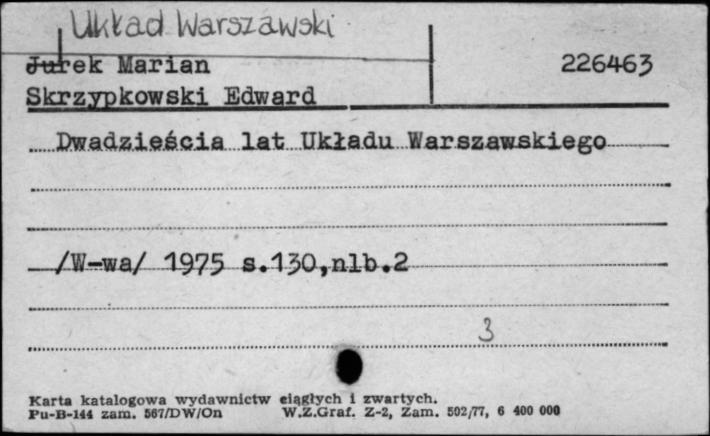 Układ Warszawski
Jurek Marian 226463
Skrzypkowski Edward
Dwadzieścia lat Układu Warszawskiego
/W-wa/ 1975 s.130,nlb.2
3
Karta katalogowa wydawnictw ciągłych i zwartych.
Pu-B-144 zam. 567/DW/On W.Z.Graf. Z-2, Zam. 502/77, 6 400 000